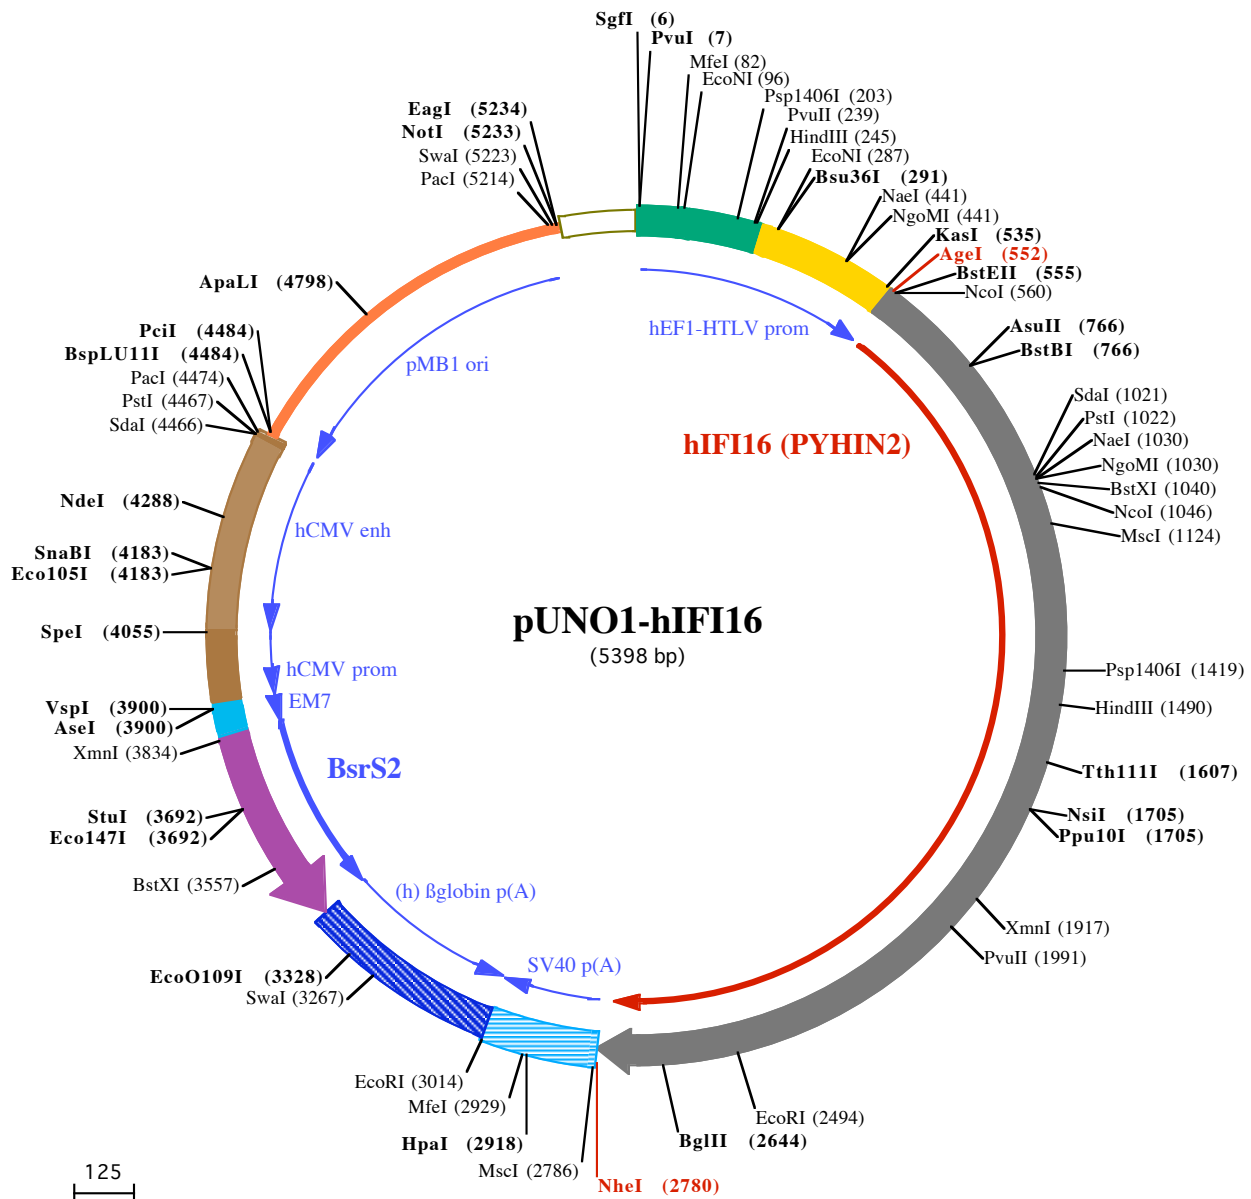 SgfI (6)
PvuI (7)
MfeI (82)
EcoNI (96)
Psp1406I (203)
PvuII (239)
HindIII (245)
EcoNI (287)
Bsu36I (291)
NaeI (441)
NgoMI (441)
KasI (535)
AgeI (552)
BstEII (555)
NcoI (560)
AsuII (766)
BstBI (766)
SdaI (1021)
PstI (1022)
NaeI (1030)
NgoMI (1030)
BstXI (1040)
NcoI (1046)
MscI (1124)
Psp1406I (1419)
HindIII (1490)
Tth111I (1607)
NsiI (1705)
Ppu10I (1705)
XmnI (1917)
PvuII (1991)
EcoRI (2494)
BglII (2644)
NheI (2780)
MscI (2786)
HpaI (2918)
MfeI (2929)
EcoRI (3014)
SwaI (3267)
EcoO109I (3328)
BstXI (3557)
Eco147I (3692)
StuI (3692)
XmnI (3834)
AseI (3900)
VspI (3900)
SpeI (4055)
Eco105I (4183)
SnaBI (4183)
NdeI (4288)
SdaI (4466)
PstI (4467)
PacI (4474)
BspLU11I (4484)
PciI (4484)
ApaLI (4798)
PacI (5214)
SwaI (5223)
NotI (5233)
EagI (5234)
hEF1-HTLV prom
pMB1 ori
hIFI16 (PYHIN2)
hCMV enh
pUNO1-hIFI16
(5398 bp)
hCMV prom
EM7
BsrS2
(h) ßglobin p(A)
SV40 p(A)
125